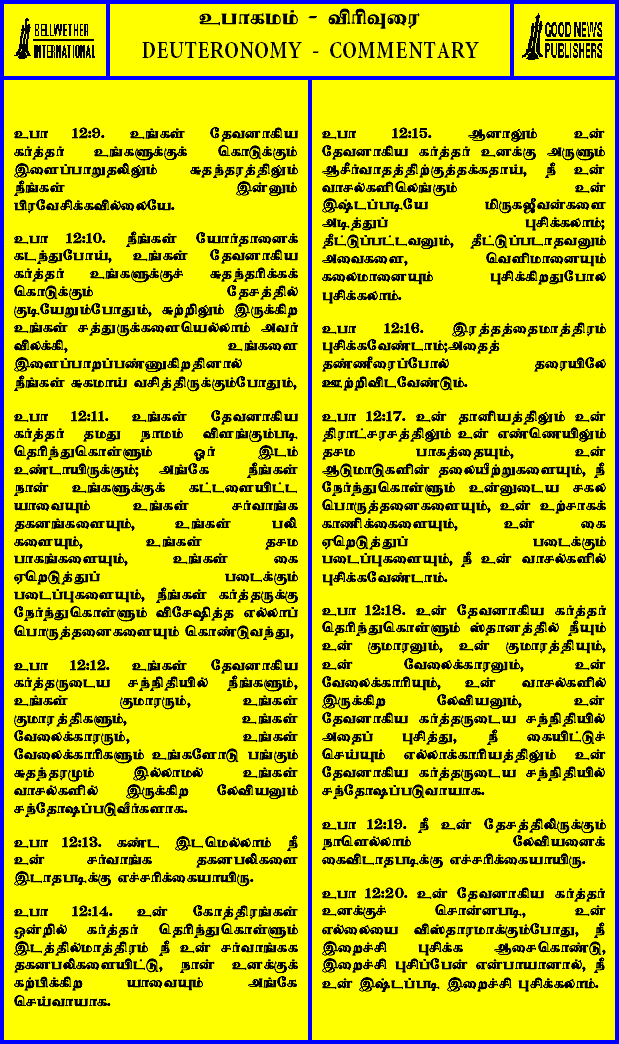 BELLWETHER
INTERNATIONAL
உபாகமம் - விரிவுரை
DEUTERONOMY - COMMENTARY
GOOD NEWS
PUBLISHERS
உபா 12:9. உங்கள் தேவனாகிய
கர்த்தர் உங்களுக்குக் கொடுக்கும்
இளைப்பாறுதலிலும் சுதந்தரத்திலும்
நீங்கள் இன்னும்
பிரவேசிக்கவில்லையே.
உபா 12:10. நீங்கள் யோர்தானைக்
கடந்துபோய், உங்கள் தேவனாகிய
கர்த்தர் உங்களுக்குச் சுதந்தரிக்கக்
கொடுக்கும் தேசத்தில்
குடியேறும்போதும், சுற்றிலும் இருக்கிற
உங்கள் சத்துருக்களையெல்லாம் அவர்
விலக்கி, உங்களை
இளைப்பாறப்பண்ணுகிறதினால்
நீங்கள் சுகமாய் வசித்திருக்கும்போதும்,
உபா 12:11. உங்கள் தேவனாகிய
கர்த்தர் தமது நாமம் விளங்கும்படி
தெரிந்துகொள்ளும் ஓர் இடம்
உண்டாயிருக்கும்; அங்கே நீங்கள்
நான் உங்களுக்குக் கட்டளையிட்ட
யாவையும் உங்கள் சர்வாங்க
தகனங்களையும், உங்கள் பலி
களையும், உங்கள் தசம
பாகங்களையும், உங்கள் கை
ஏறெடுத்துப் படைக்கும்
படைப்புகளையும், நீங்கள் கர்த்தருக்கு
நேர்ந்துகொள்ளும் விசேஷித்த எல்லாப்
பொருத்தனைகளையும் கொண்டுவந்து,
உபா 12:12. உங்கள் தேவனாகிய
கர்த்தருடைய சந்நிதியில் நீங்களும்,
உங்கள் குமாரரும், உங்கள்
குமாரத்திகளும், உங்கள்
வேலைக்காரரும், உங்கள்
வேலைக்காரிகளும் உங்களோடு பங்கும்
சுதந்தரமும் இல்லாமல் உங்கள்
வாசல்களில் இருக்கிற லேவியனும்
சந்தோஷப்படுவீர்களாக.
உபா 12:13. கண்ட இடமெல்லாம் நீ
உன் சர்வாங்க தகனபலிகளை
இடாதபடிக்கு எச்சரிக்கையாயிரு.
உபா 12:14. உன் கோத்திரங்கள்
ஒன்றில் கர்த்தர் தெரிந்துகொள்ளும்
இடத்தில்மாத்திரம் நீ உன் சர்வாங்கக
தகனபலிகளையிட்டு, நான் உனக்குக்
கற்பிக்கிற யாவையும் அங்கே
செய்வாயாக.
உபா 12:15. ஆனாலும் உன்
தேவனாகிய கர்த்தர் உனக்கு அருளும்
ஆசீர்வாதத்திற்குத்தக்கதாய், நீ உன்
வாசல்களிலெங்கும் உன்
இஷ்டப்படியே மிருகஜீவன்களை
அடித்துப் புசிக்கலாம்;
தீட்டுப்பட்டவனும், தீட்டுப்படாதவனும்
அவைகளை, வெளிமானையும்
கலைமானையும் புசிக்கிறதுபோல
புசிக்கலாம்.
உபா 12:16. இரத்தத்தைமாத்திரம்
புசிக்கவேண்டாம்;அதைத்
தண்ணீரைப்போல் தரையிலே
ஊற்றிவிடவேண்டும்.
உபா 12:17. உன் தானியத்திலும் உன்
திராட்சரசத்திலும் உன் எண்ணெயிலும்
தசம பாகத்தையும், உன்
ஆடுமாடுகளின் தலையீற்றுகளையும், நீ
நேர்ந்துகொள்ளும் உன்னுடைய சகல
பொருத்தனைகளையும், உன் உற்சாகக்
காணிக்கைகளையும், உன் கை
ஏறெடுத்துப் படைக்கும்
படைப்புகளையும், நீ உன் வாசல்களில்
புசிக்கவேண்டாம்.
உபா 12:18. உன் தேவனாகிய கர்த்தர்
தெரிந்துகொள்ளும் ஸ்தானத்தில் நீயும்
உன் குமாரனும், உன் குமாரத்தியும்,
உன் வேலைக்காரனும், உன்
வேலைக்காரியும், உன் வாசல்களில்
இருக்கிற லேவியனும், உன்
தேவனாகிய கர்த்தருடைய சந்நிதியில்
அதைப் புசித்து, நீ கையிட்டுச்
செய்யும் எல்லாக்காரியத்திலும் உன்
தேவனாகிய கர்த்தருடைய சந்நிதியில்
சந்தோஷப்படுவாயாக.
உபா 12:19. நீ உன் தேசத்திலிருக்கும்
நாளெல்லாம் லேவியனைக்
கைவிடாதபடிக்கு எச்சரிக்கையாயிரு.
உபா 12:20. உன் தேவனாகிய கர்த்தர்
உனக்குச் சொன்னபடி, உன்
எல்லையை விஸ்தாரமாக்கும்போது, நீ
இறைச்சி புசிக்க ஆசைகொண்டு,
இறைச்சி புசிப்பேன் என்பாயானால், நீ
உன் இஷ்டப்படி இறைச்சி புசிக்கலாம்.